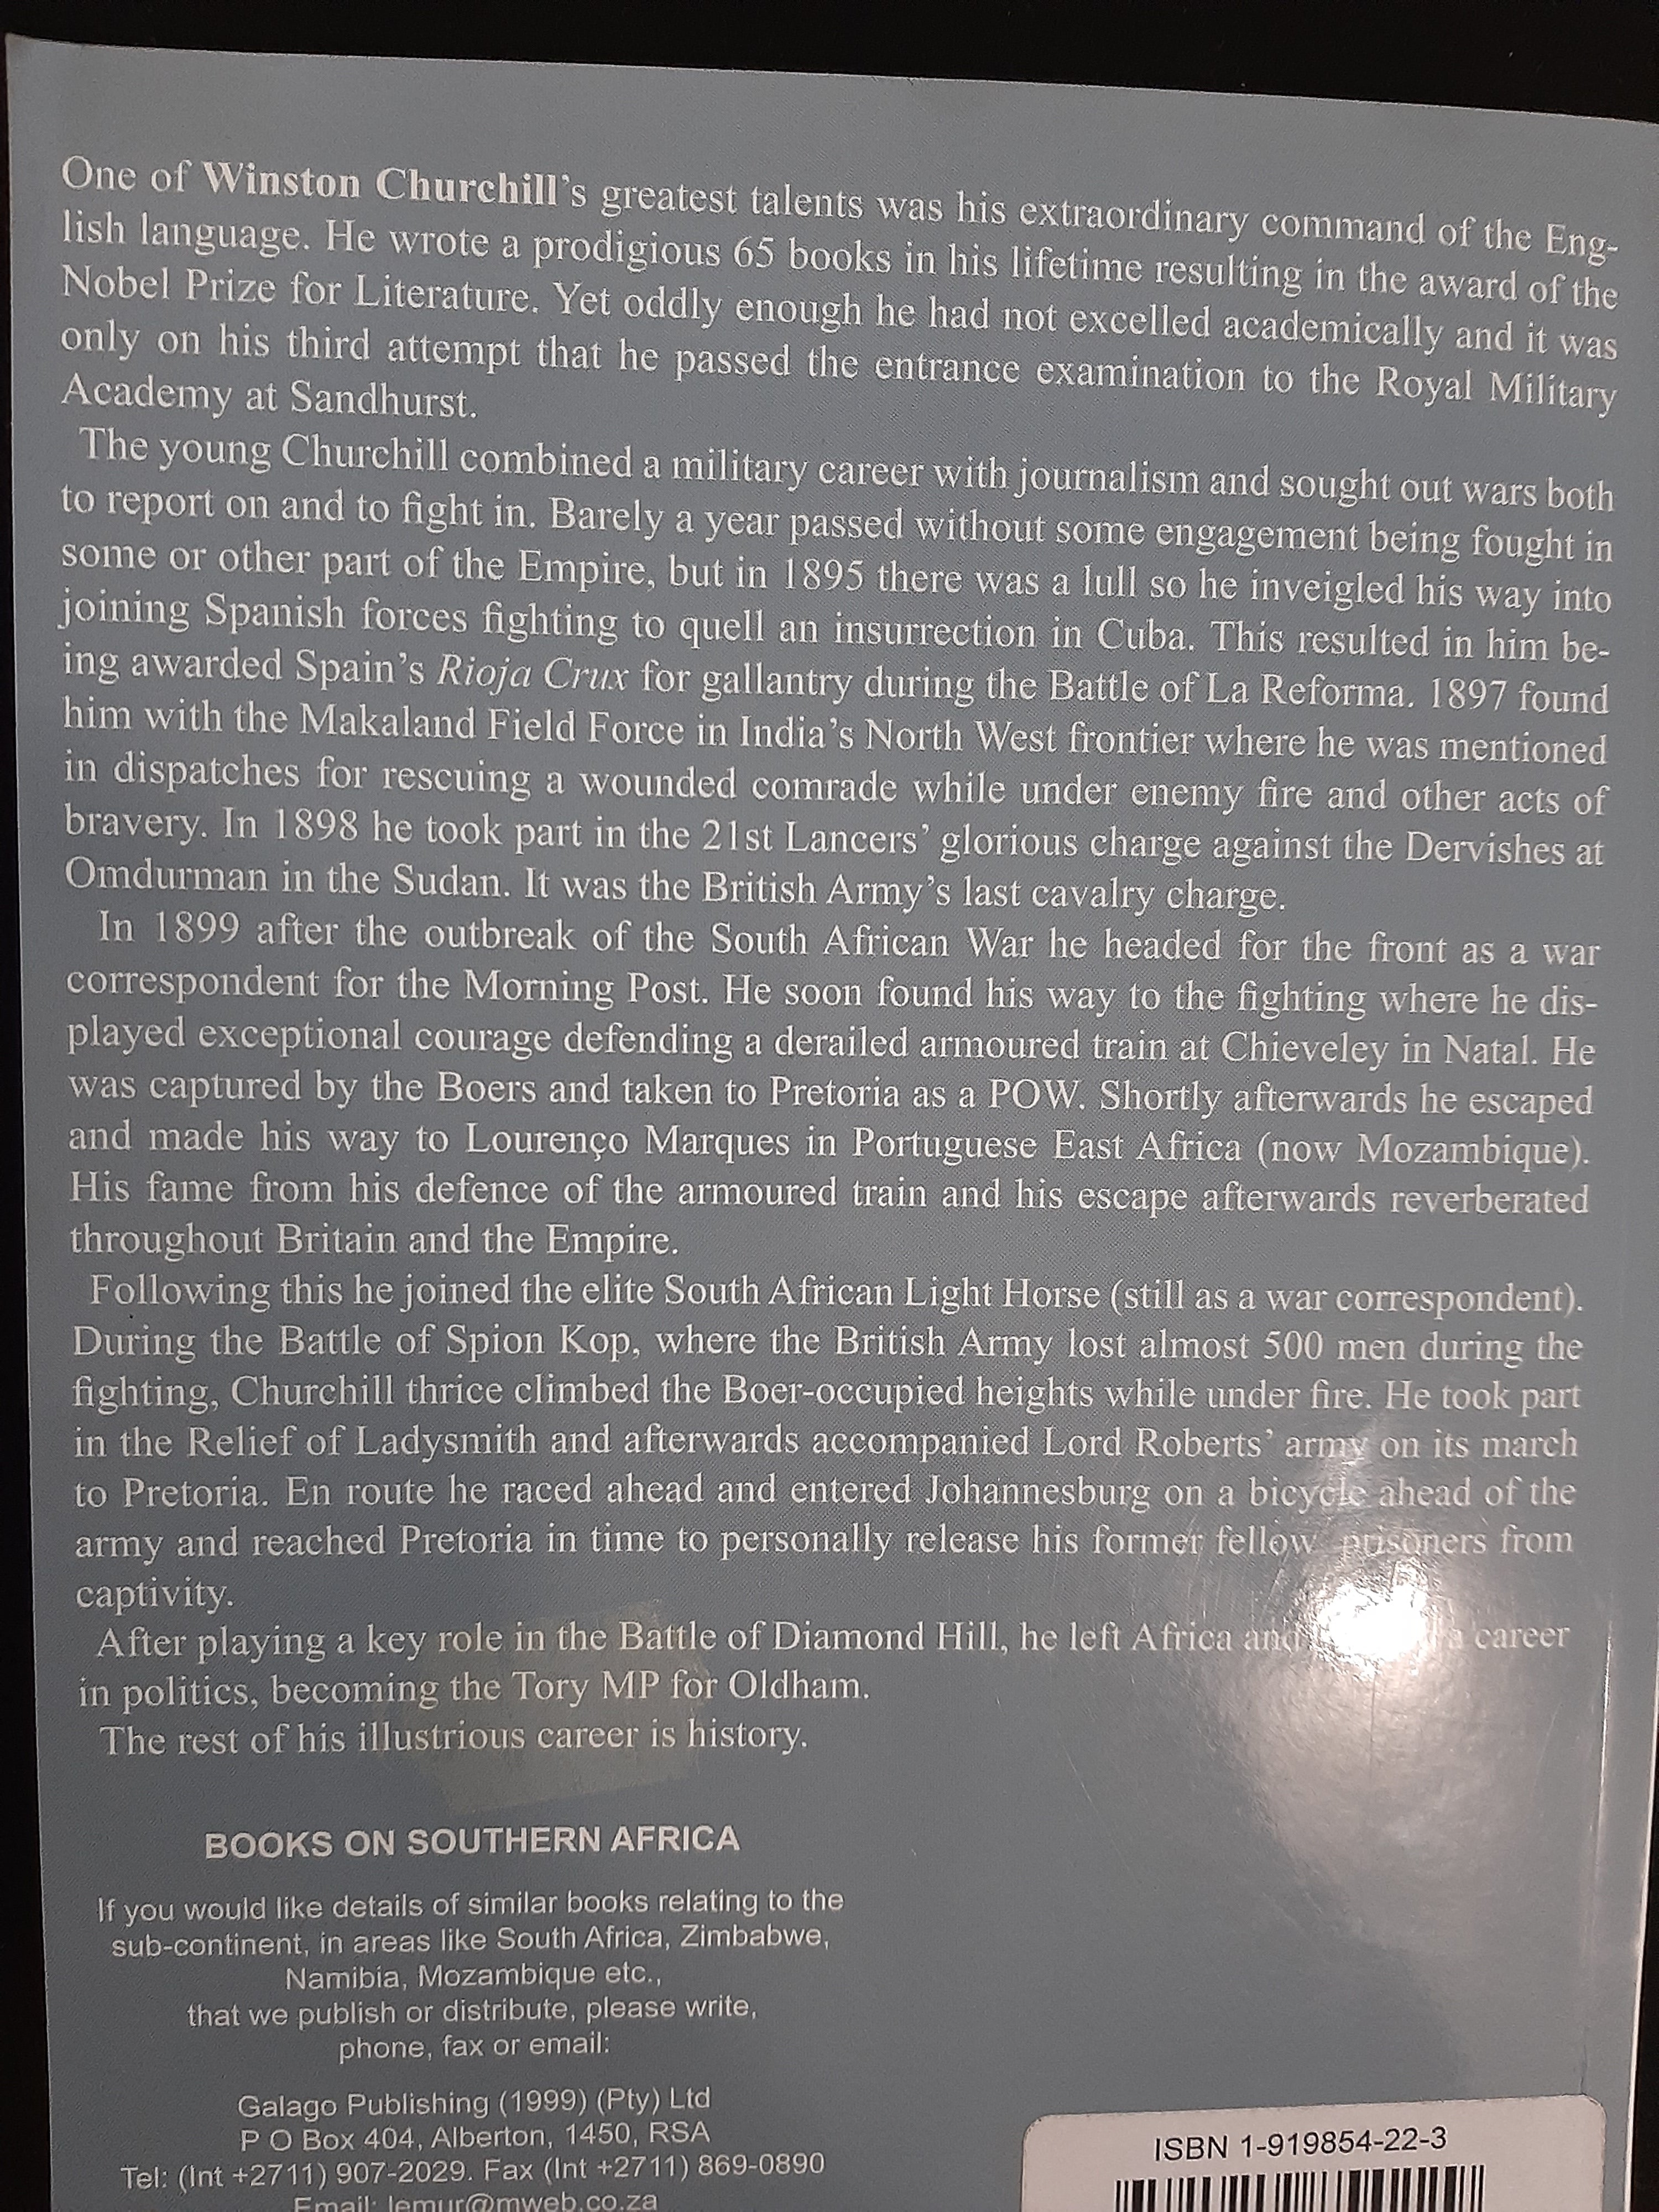 One of Winston Churchill's greatest talents was his extraordinary command of the Eng-
lish language. He wrote a prodigious 65 books in his lifetime resulting in the award of the
Nobel Prize for Literature. Yet oddly enough he had not excelled academically and it was
only on his third attempt that he passed the entrance examination to the Royal Military
Academy at Sandhurst.
The young Churchill combined a military career with journalism and sought out wars both
to report on and to fight in. Barely a year passed without some engagement being fought in
some or other part of the Empire, but in 1895 there was a lull so he inveigled his way into
joining Spanish forces fighting to quell an insurrection in Cuba. This resulted in him be-
ing awarded Spain's Rioja Crux for gallantry during the Battle of La Reforma. 1897 found
him with the Makaland Field Force in India's North West frontier where he was mentioned
in dispatches for rescuing a wounded comrade while under enemy fire and other acts of
bravery. In 1898 he took part in the 21st Lancers' glorious charge against the Dervishes at
Omdurman in the Sudan. It was the British Army's last cavalry charge.
In 1899 after the outbreak of the South African War he headed for the front as a war
correspondent for the Morning Post. He soon found his way to the fighting where he dis-
played exceptional courage defending a derailed armoured train at Chieveley in Natal. He
was captured by the Boers and taken to Pretoria as a POW. Shortly afterwards he escaped
and made his way to Lourenço Marques in Portuguese East Africa (now Mozambique).
His fame from his defence of the armoured train and his escape afterwards reverberated
throughout Britain and the Empire.
Following this he joined the elite South African Light Horse (still as a war correspondent).
During the Battle of Spion Kop, where the British Army lost almost 500 men during the
fighting, Churchill thrice climbed the Boer-occupied heights while under fire. He took part
in the Relief of Ladysmith and afterwards accompanied Lord Roberts' army on its march
to Pretoria. En route he raced ahead and entered Johannesburg on a bicycle ahead of the
army and reached Pretoria in time to personally release his former fellow prisoners from
captivity.
After playing a key role in the Battle of Diamond Hill, he left Africa and a career
in politics, becoming the Tory MP for Oldham.
The rest of his illustrious career is history.
BOOKS ON SOUTHERN AFRICA
If you would like details of similar books relating to the
sub-continent, in areas like South Africa, Zimbabwe,
Namibia, Mozambique etc.,
that we publish or distribute, please write,
phone, fax or email:
Galago Publishing (1999) (Pty) Ltd
P O Box 404, Alberton, 1450, RSA
Tel: (Int +2711) 907-2029. Fax (Int +2711) 869-0890
Email: lemur@mweb.co.za
ISBN 1-919854-22-3